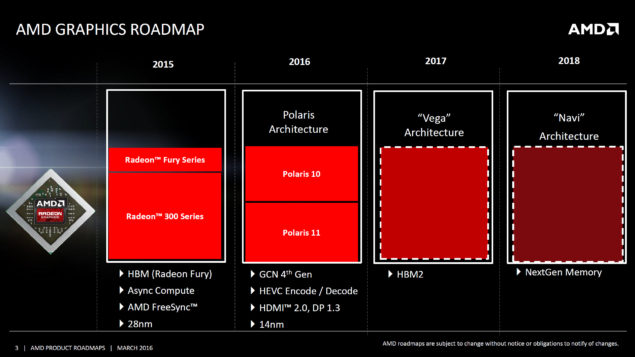 AMD GRAPHICS ROADMAP
AMD
2015
2016
2017
2018
Radeon™ Fury Series
Radeon™ 300 Series
HBM (Radeon Fury)
Async Compute
AMD FreeSync™
28nm
Polaris
Architecture
Polaris 10
Polaris 11
GCN 4th Gen
HEVC Encode / Decode
HDMI™ 2.0, DP 1.3
14nm
“Vega”
Architecture
HBM2
“Navi”
Architecture
NextGen Memory
AMD
RADEON
GRAPHICS
3 | AMD PRODUCT ROADMAPS | MARCH 2016
AMD roadmaps are subject to change without notice or obligations to notify of changes.